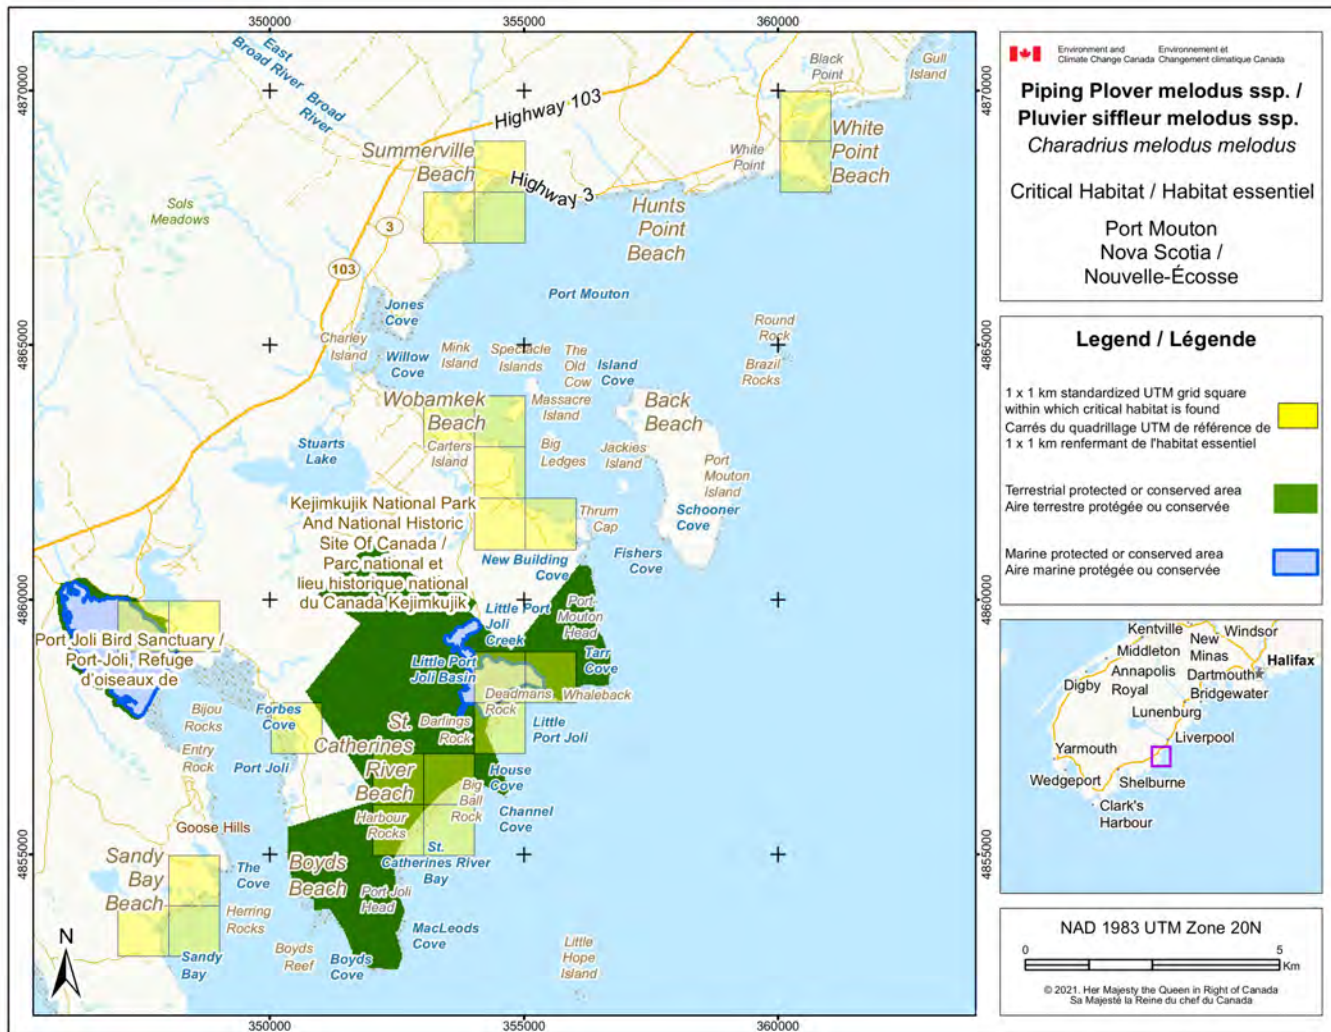 350000
355000
360000
4870000
4865000
4860000
4855000
4870000
4865000
4860000
4855000
350000
355000
360000
East
Broad River
Broad
River
Highway 103
Black
Point
Gull
Island
White
Point
White
Point
Beach
Summerville
Beach
Highway 3
Sols
Meadows
3
103
Hunts
Point
Beach
Port Mouton
Jones
Cove
Charley
Island
Willow
Cove
Mink
Island
Spectacle
Islands
The
Old
Cow
Island
Cove
Round
Rock
Brazil
Rocks
Wobamkek
Beach
Massacre
Island
Back
Beach
Carters
Island
Big
Ledges
Jackies
Island
Port
Mouton
Island
Stuarts
Lake
Schooner
Cove
Thrum
Cap
Fishers
Cove
New Building
Cove
Kejimkujik National Park
And National Historic
Site Of Canada /
Parc national et
lieu historique national
du Canada Kejimkujik
Little Port
Joli
Creek
Port
Mouton
Head
Tarr
Cove
Port Joli Bird Sanctuary /
Port-Joli, Refuge
d'oiseaux de
Little Port
Joli Basin
Deadmans
Rock
Whaleback
Bijou
Rocks
Forbes
Cove
St.
Catherines
River
Beach
Darlings
Rock
Little
Port Joli
Entry
Rock
Port Joli
House
Cove
Big
Ball
Rock
Channel
Cove
Harbour
Rocks
Goose Hills
St.
Catherines River
Bay
Sandy
Bay
Beach
The
Cove
Boyds
Beach
Port Joli
Head
Herring
Rocks
MacLeods
Cove
Sandy
Bay
Boyds
Reef
Boyds
Cove
Little
Hope
Island
N
Environment and
Climate Change Canada
Environnement et
Changement climatique Canada
Piping Plover melodus ssp. /
Pluvier siffleur melodus ssp.
Charadrius melodus melodus
Critical Habitat / Habitat essentiel
Port Mouton
Nova Scotia /
Nouvelle-Écosse
Legend / Légende
1 x 1 km standardized UTM grid square
within which critical habitat is found
Carrés du quadrillage UTM de référence de
1 x 1 km renfermant de l'habitat essentiel
Terrestrial protected or conserved area
Aire terrestre protégée ou conservée
Marine protected or conserved area
Aire marine protégée ou conservée
Kentville
Windsor
Middleton
New
Minas
Halifax
Annapolis
Royal
Dartmouth
Digby
Bridgewater
Lunenburg
Liverpool
Yarmouth
Wedgeport
Shelburne
Clark's
Harbour
NAD 1983 UTM Zone 20N
0
5
Km
© 2021. Her Majesty the Queen in Right of Canada
Sa Majesté la Reine du chef du Canada